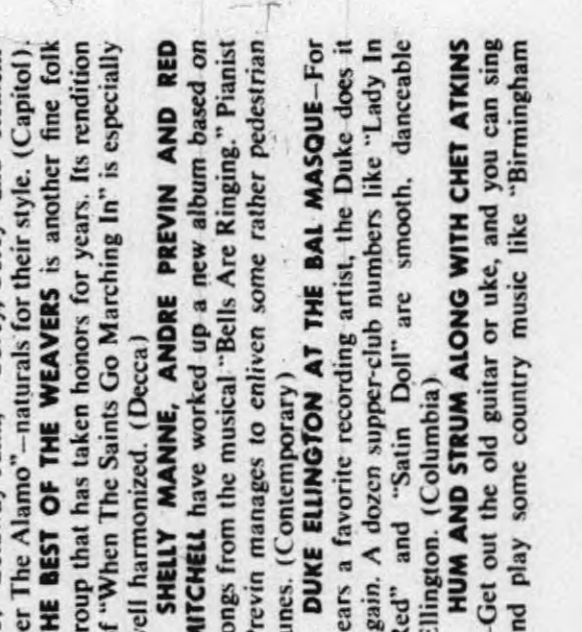 er The Alamo"—naturals for their style. (Capitol).
HE BEST OF THE WEAVERS is another fine folk
roup that has taken honors for years. Its rendition
f "When The Saints Go Marching In" is especially
vell harmonized. (Decca)
SHELLY MANNE, ANDRE PREVIN AND RED
MITCHELL have worked up a new album based on
ongs from the musical "Bells Are Ringing." Pianist
Previn manages to enliven some rather pedestrian
unes. (Contemporary)
DUKE ELLINGTON AT THE BAL MASQUE—For
ears a favorite recording artist, the Duke does it
gain. A dozen supper-club numbers like "Lady In
Red" and "Satin Doll" are smooth, danceable
Ellington. (Columbia)
HUM AND STRUM ALONG WITH CHET ATKINS
—Get out the old guitar or uke, and you can sing
nd play some country music like "Birmingham